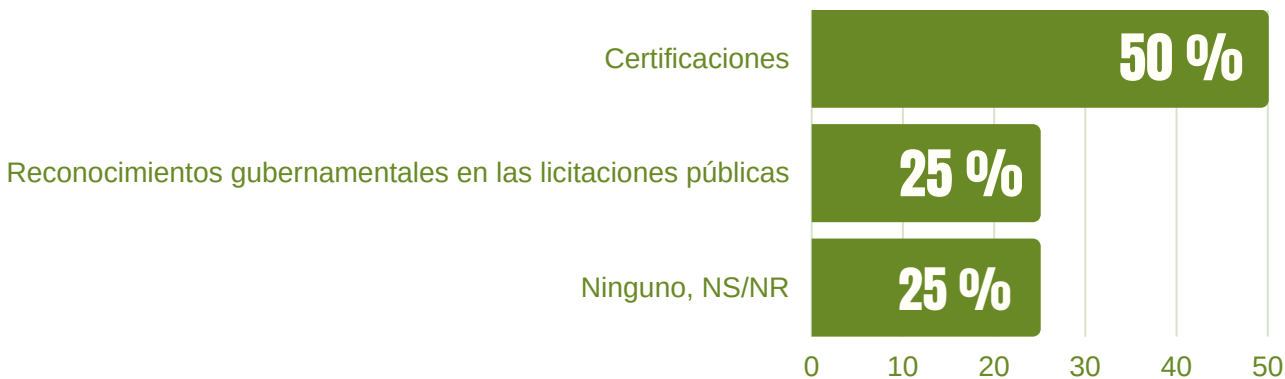 Certificaciones
50 %
Reconocimientos gubernamentales en las licitaciones públicas
25 %
Ninguno, NS/NR
25 %
0 10 20 30 40 50